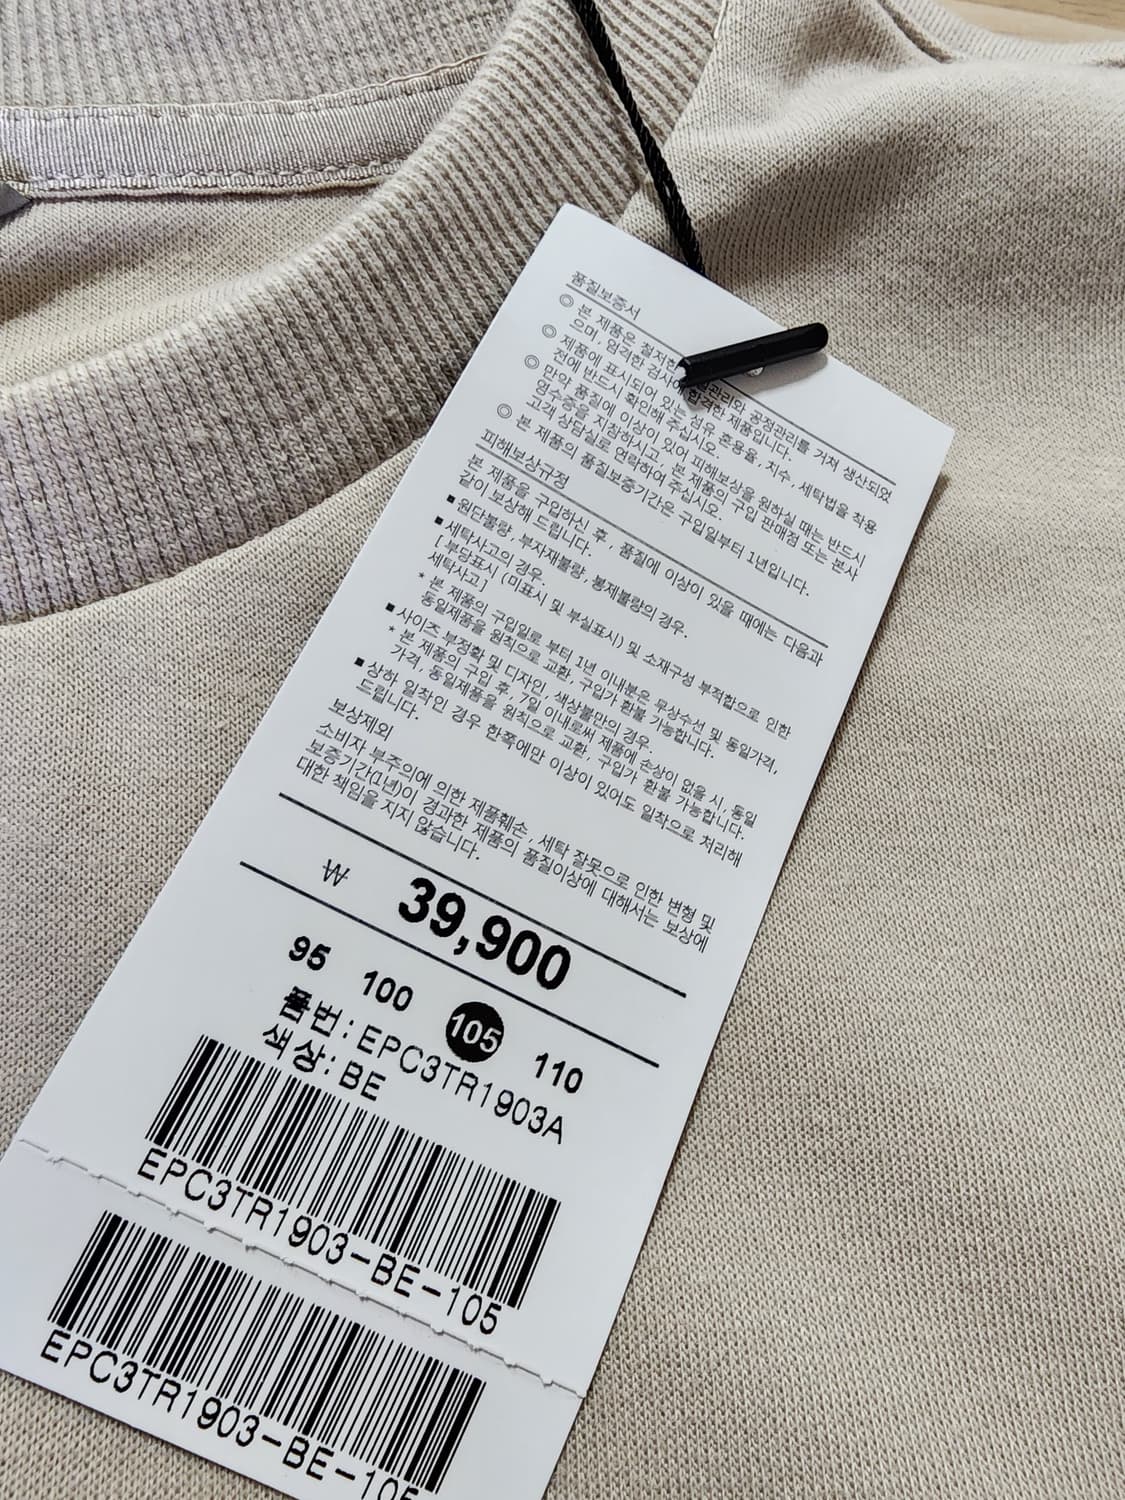 품질보증서
◎ 본 제품은 철저한 관리와 공정관리를 거쳐 생산되었
으며, 엄격한 검사에 합격한 제품입니다.
◎ 제품에 표시되어 있는 섬유 혼용율, 치수, 세탁법을 착용
전에 반드시 확인해 주십시오.
◎ 만약 품질에 이상이 있어 피해보상을 원하실 때는 반드시
영수증을 지참하시고, 본 제품의 구입 판매점 또는 본사
고객 상담실로 연락하여 주십시오.
◎ 본 제품의 품질보증기간은 구입일부터 1년입니다.
피해보상규정
본 제품을 구입하신 후, 품질에 이상이 있을 때에는 다음과
같이 보상해 드립니다.
■ 원단불량, 부자재불량, 봉제불량의 경우.
■ 세탁사고의 경우.
[ 부당표시 (미표시 및 부실표시) 및 소재구성 부적합으로 인한
세탁사고]
* 본 제품의 구입일로 부터 1년 이내분은 무상수선 및 동일가격,
동일제품을 원칙으로 교환, 구입가 환불 가능합니다.
■ 사이즈 부정확 및 디자인, 색상불만의 경우.
* 본 제품의 구입 후, 7일 이내로써 제품에 손상이 없을 시, 동일
가격, 동일제품을 원칙으로 교환, 구입가 환불 가능합니다.
■ 상하 일착인 경우 한쪽에만 이상이 있어도 일착으로 처리해
드립니다.
보상제외
소비자 부주의에 의한 제품훼손, 세탁 잘못으로 인한 변형 및
보증기간(1년)이 경과한 제품의 품질이상에 대해서는 보상에
대한 책임을 지지 않습니다.
₩ 39,900
95 100 105 110
품번:EPC3TR1903A
색상:BE
EPC3TR1903-BE-105
EPC3TR1903-BE-105